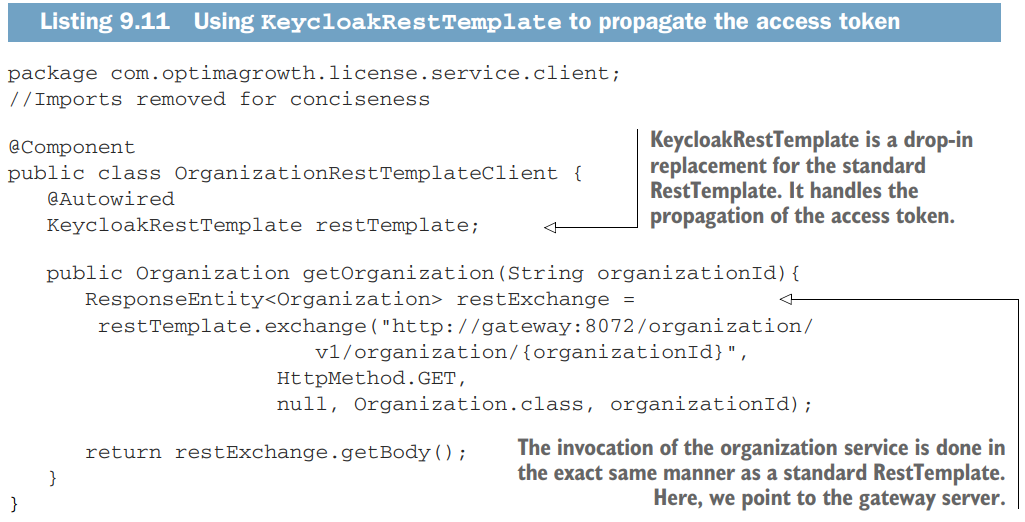 Listing 9.11 Using KeycloakRestTemplate to propagate the access token
package com.optimagrowth.license.service.client;
//Imports removed for conciseness
@Component
public class OrganizationRestTemplateClient {
@Autowired
KeycloakRestTemplate restTemplate;
KeycloakRestTemplate is a drop-in
replacement for the standard
RestTemplate. It handles the
propagation of the access token.
public Organization getOrganization(String organizationId){
ResponseEntity<Organization> restExchange =
restTemplate.exchange("http://gateway:8072/organization/
v1/organization/{organizationId}",
HttpMethod.GET,
null, Organization.class, organizationId);
return restExchange.getBody();
}
}
The invocation of the organization service is done in
the exact same manner as a standard RestTemplate.
Here, we point to the gateway server.